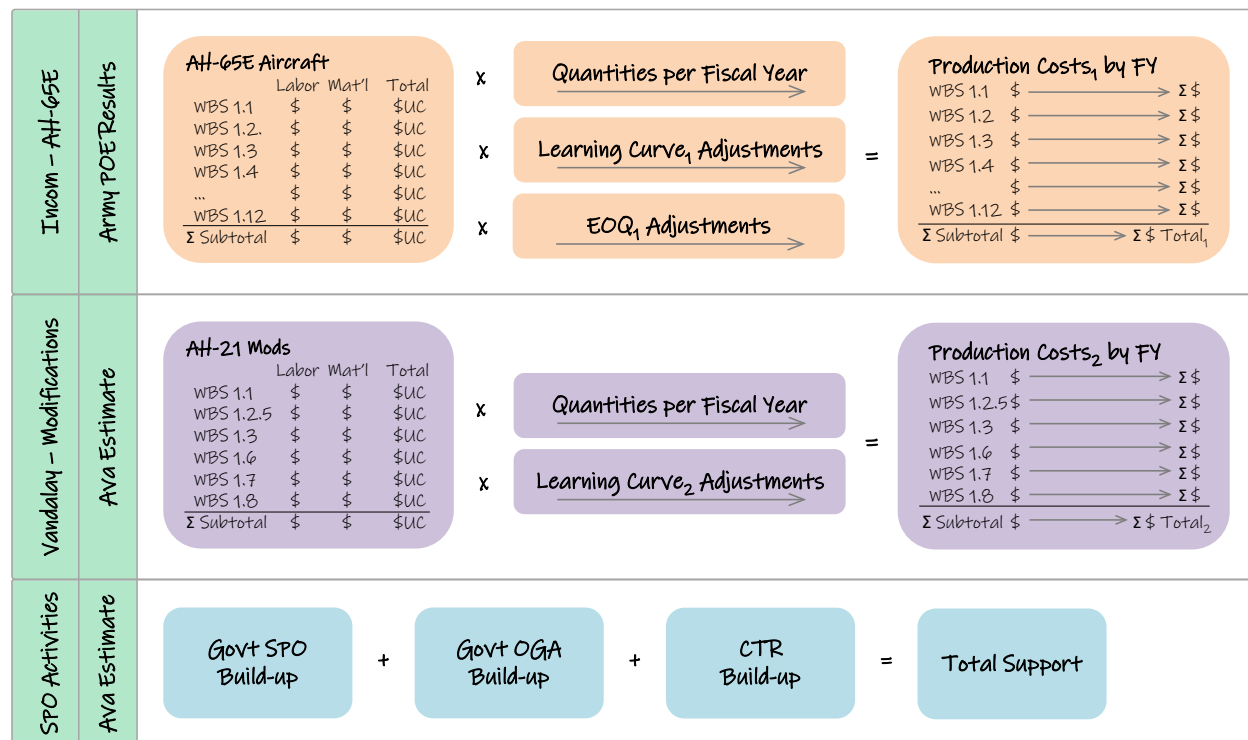 Incom – AH-65E
Army POE Results
AH-65E Aircraft
Labor Mat'l Total
WBS 1.1 $ $ $UC
WBS 1.2. $ $ $UC
WBS 1.3 $ $ $UC
WBS 1.4 $ $ $UC
... $ $ $UC
WBS 1.12 $ $ $UC
Σ Subtotal $ $ $UC
x Quantities per Fiscal Year
x Learning Curve₁ Adjustments
x EOQ₁ Adjustments
=
Production Costs₁ by FY
WBS 1.1 $ Σ $
WBS 1.2 $ Σ $
WBS 1.3 $ Σ $
WBS 1.4 $ Σ $
... $ Σ $
WBS 1.12 $ Σ $
Σ Subtotal $ Σ $ Total₁
Vandalay – Modifications
Ava Estimate
AH-21 Mods
Labor Mat'l Total
WBS 1.1 $ $ $UC
WBS 1.2.5 $ $ $UC
WBS 1.3 $ $ $UC
WBS 1.6 $ $ $UC
WBS 1.7 $ $ $UC
WBS 1.8 $ $ $UC
Σ Subtotal $ $ $UC
x Quantities per Fiscal Year
x Learning Curve₂ Adjustments
=
Production Costs₂ by FY
WBS 1.1 $ Σ $
WBS 1.2.5 $ Σ $
WBS 1.3 $ Σ $
WBS 1.6 $ Σ $
WBS 1.7 $ Σ $
WBS 1.8 $ Σ $
Σ Subtotal $ Σ $ Total₂
SPO Activities
Ava Estimate
Govt SPO
Build-up
+
Govt OGA
Build-up
+
CTR
Build-up
=
Total Support